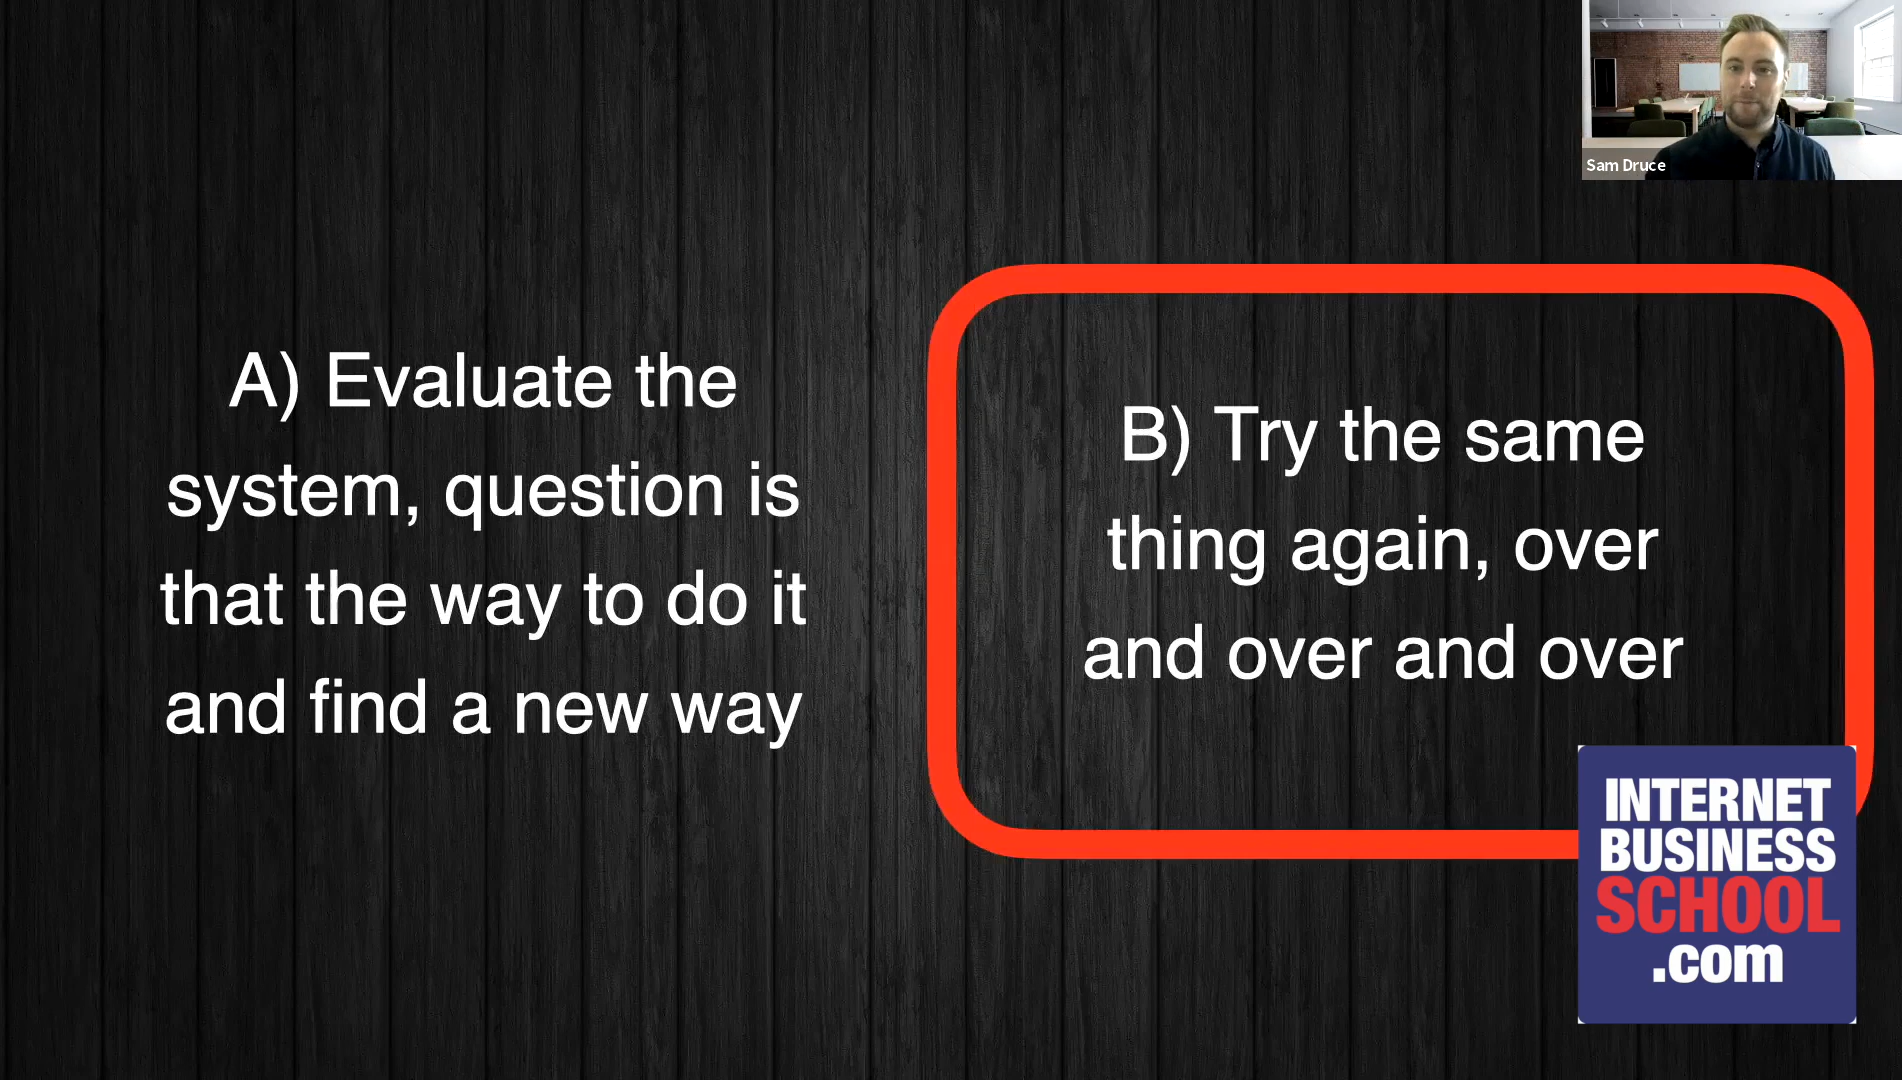 Sam Druce
A) Evaluate the
system, question is
that the way to do it
and find a new way
B) Try the same
thing again, over
and over and over
INTERNET
BUSINESS
SCHOOL
.com